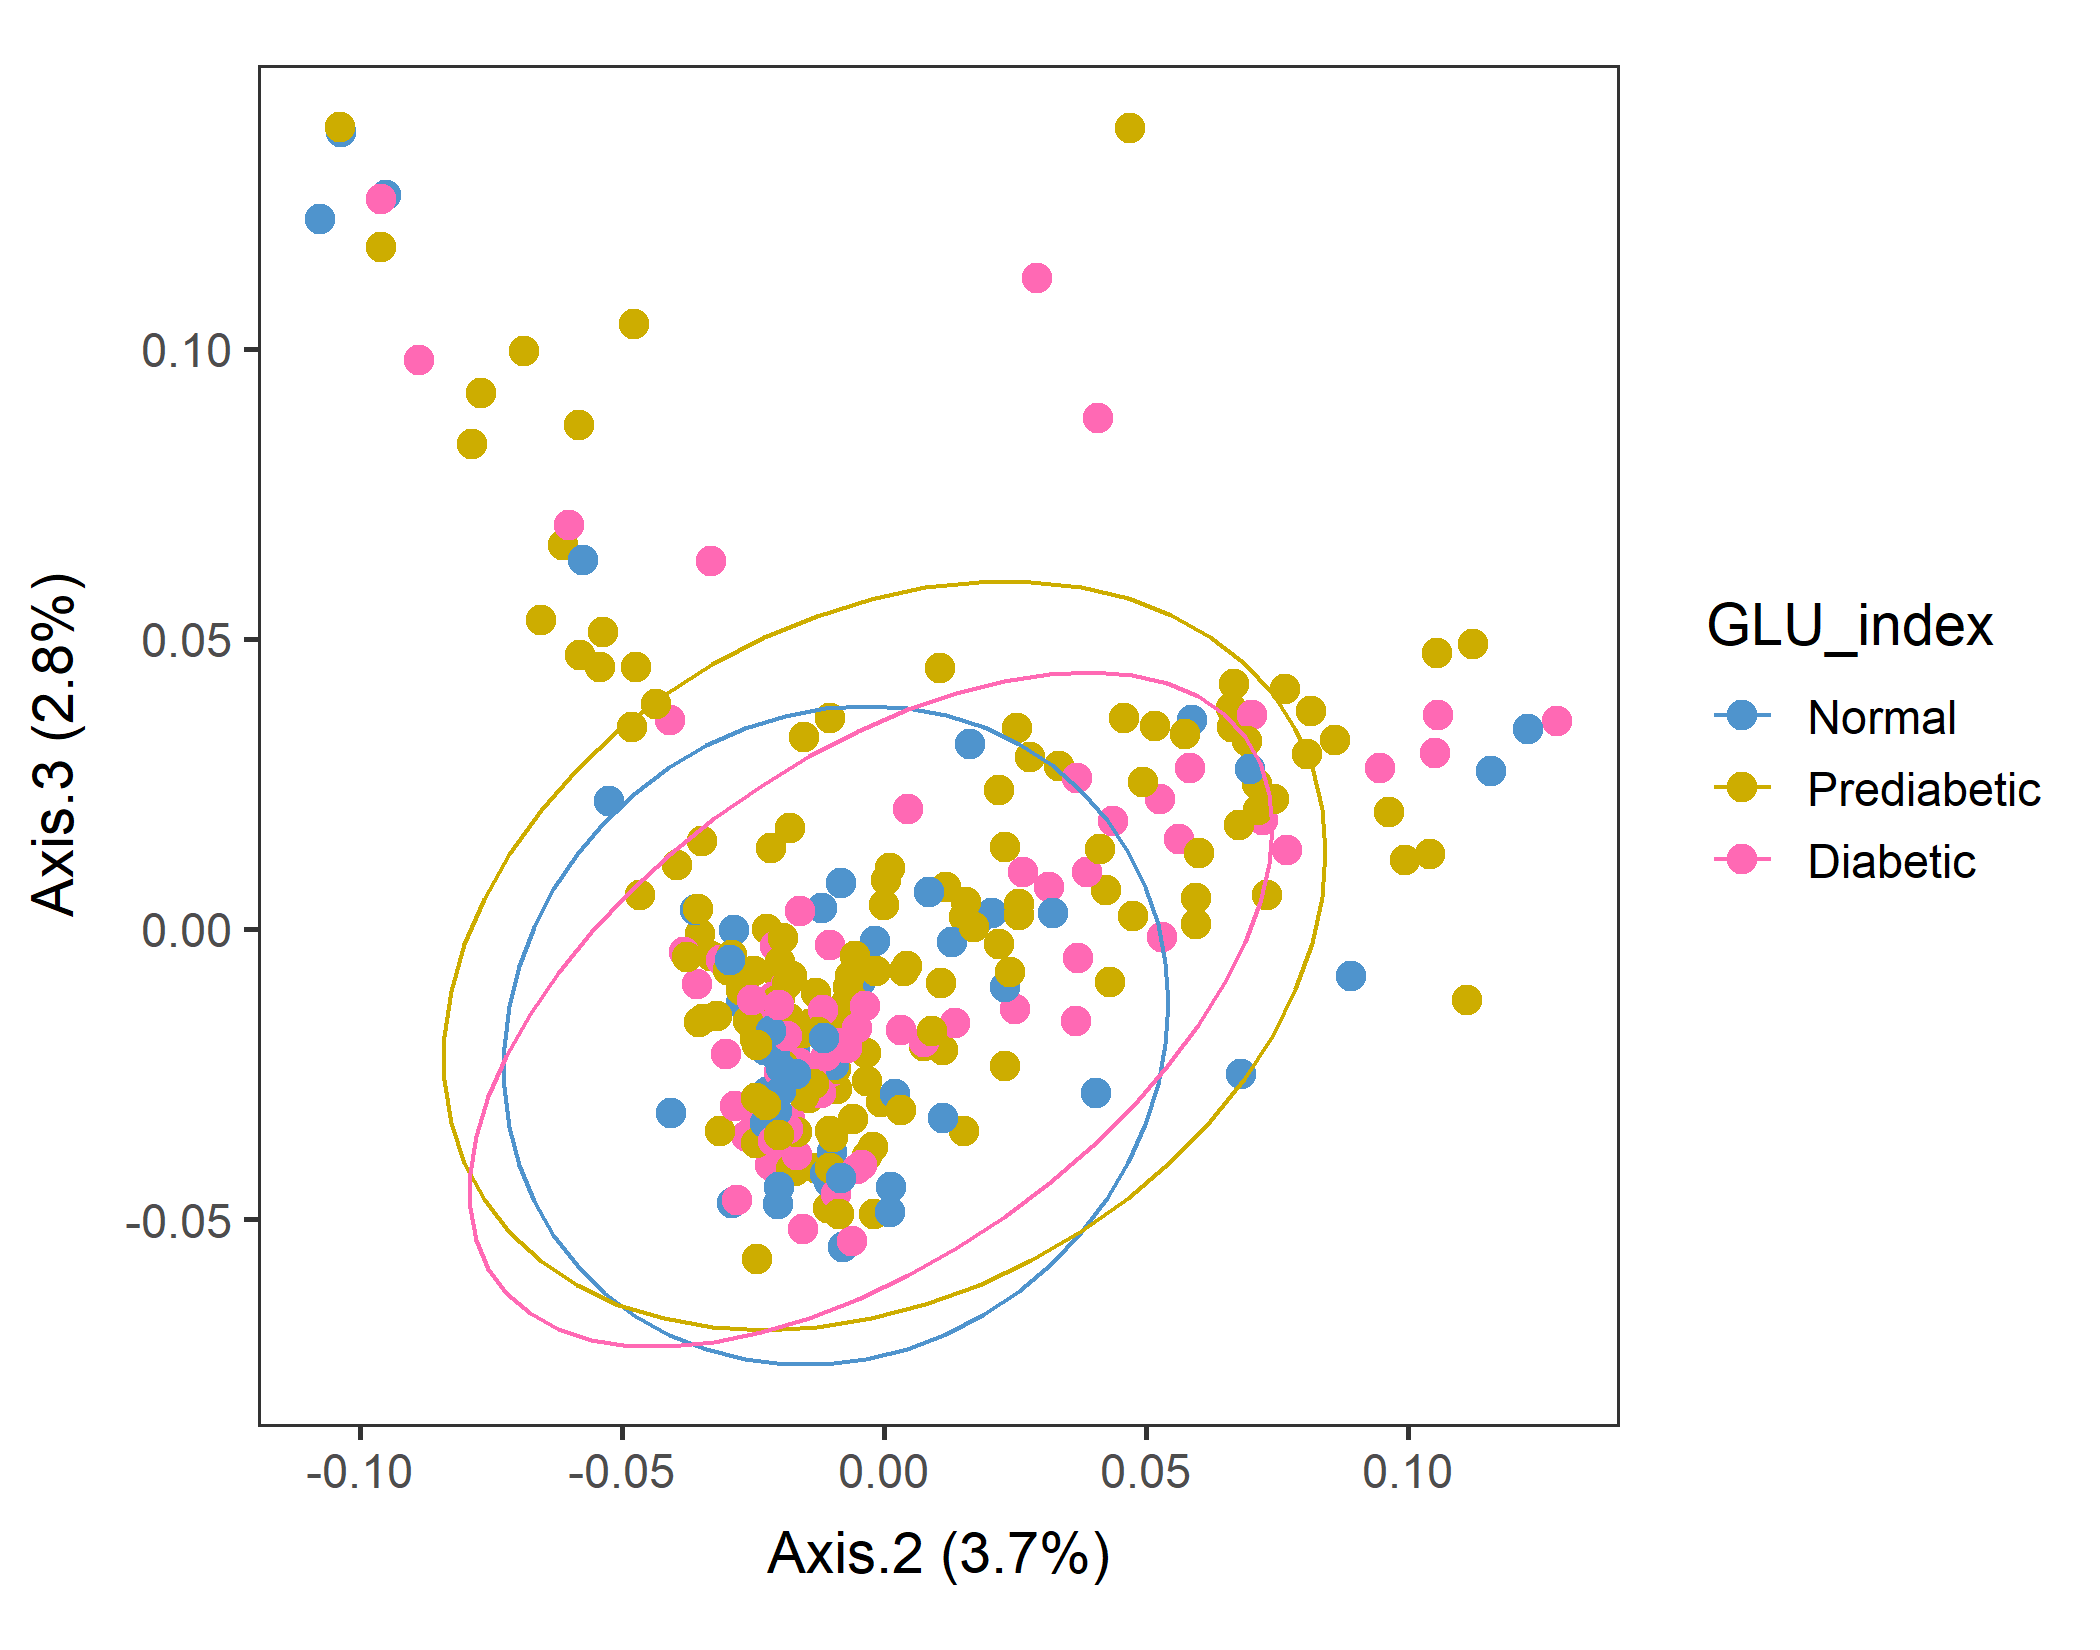 0.10
0.05
0.00
-0.05
-0.10
-0.05
0.00
0.05
0.10
Axis.2 (3.7%)
Axis.3 (2.8%)
GLU_index
Normal
Prediabetic
Diabetic